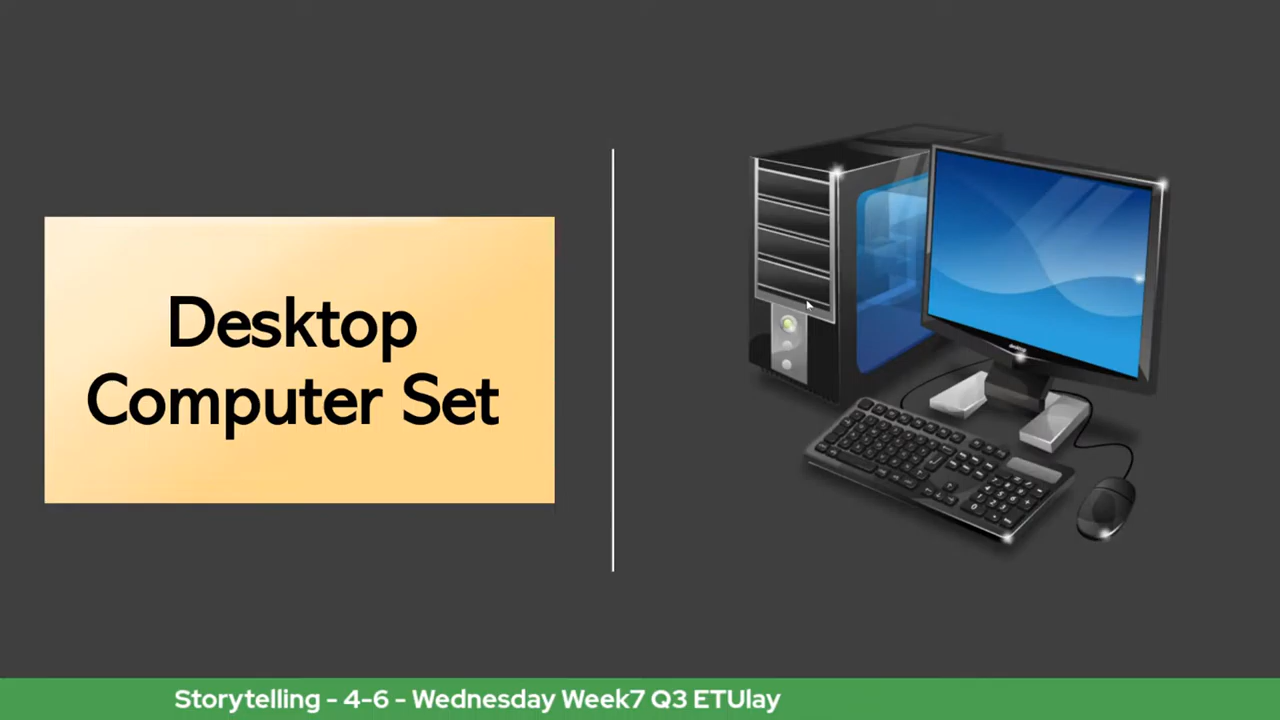 Desktop
Computer Set
Storytelling - 4-6 - Wednesday Week7 Q3 ETUlay